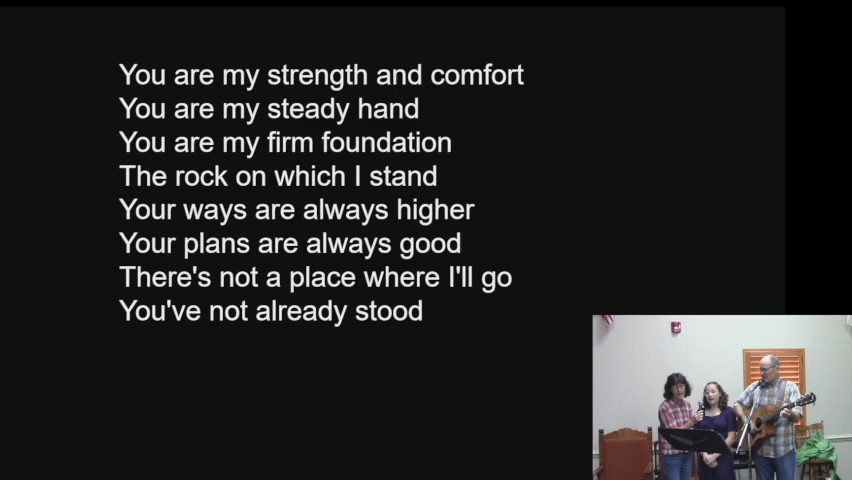 You are my strength and comfort
You are my steady hand
You are my firm foundation
The rock on which I stand
Your ways are always higher
Your plans are always good
There's not a place where I'll go
You've not already stood